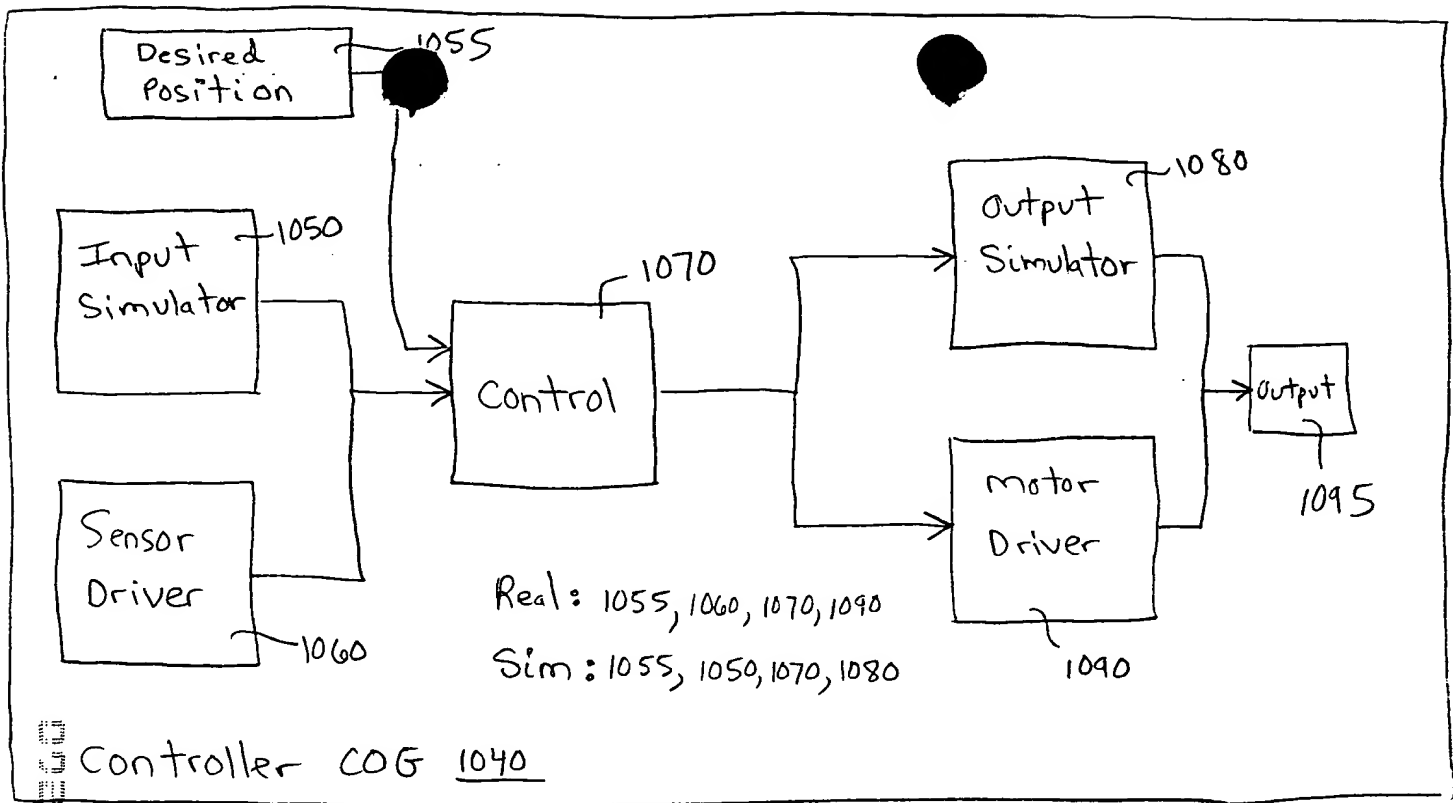 Desired
Position
1055
Input
Simulator
1050
Sensor
Driver
1060
Control
1070
Output
Simulator
1080
Motor
Driver
1090
Output
1095
Real: 1055, 1060, 1070, 1090
Sim: 1055, 1050, 1070, 1080
Controller COG 1040